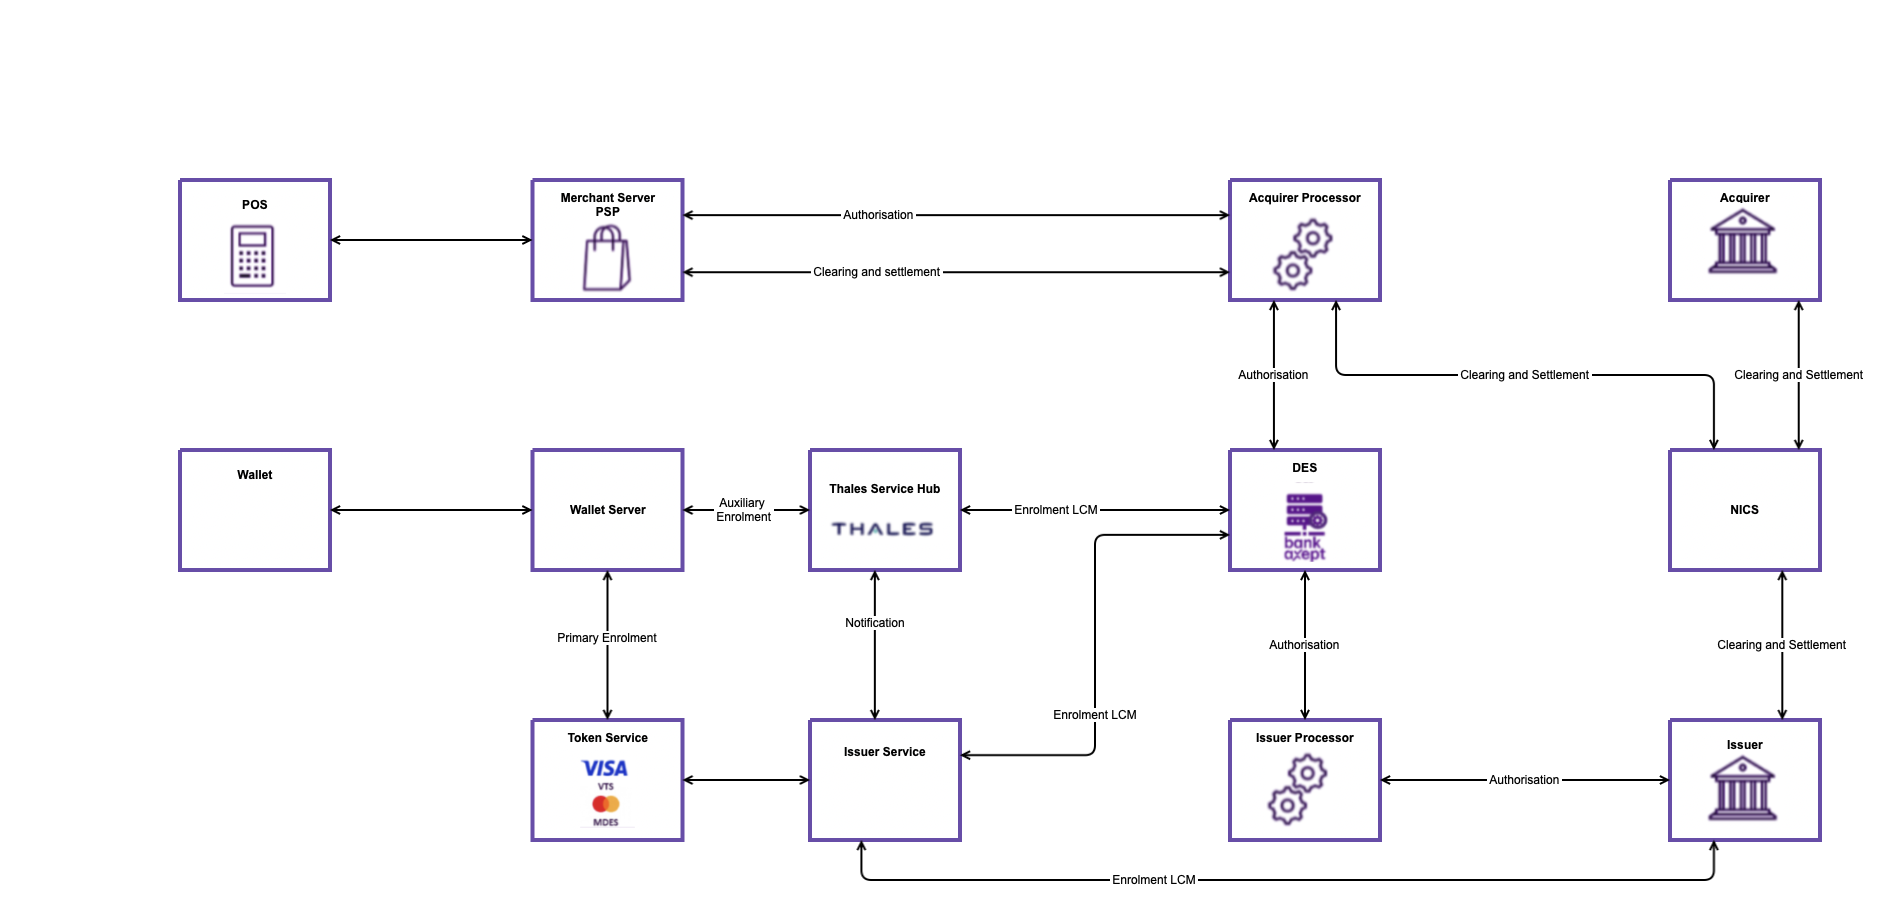 POS
Merchant Server
PSP
Authorisation
Clearing and settlement
Acquirer Processor
Acquirer
Authorisation
Clearing and Settlement
Clearing and Settlement
Wallet
Wallet Server
Auxiliary
Enrolment
Thales Service Hub
THALES
Enrolment LCM
DES
bank
axept
NICS
Primary Enrolment
Notification
Authorisation
Clearing and Settlement
Enrolment LCM
Token Service
VISA
VTS
MDES
Issuer Service
Issuer Processor
Authorisation
Issuer
Enrolment LCM